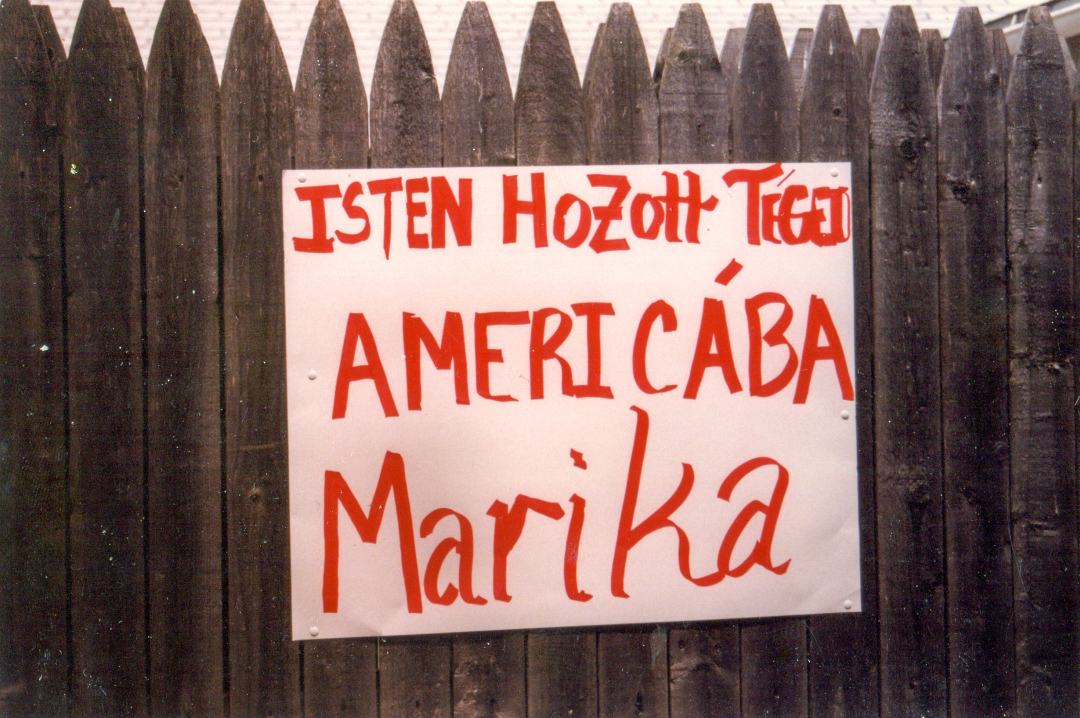 ISTEN HOZOTT TÉGED
AMERICÁBA
Marika